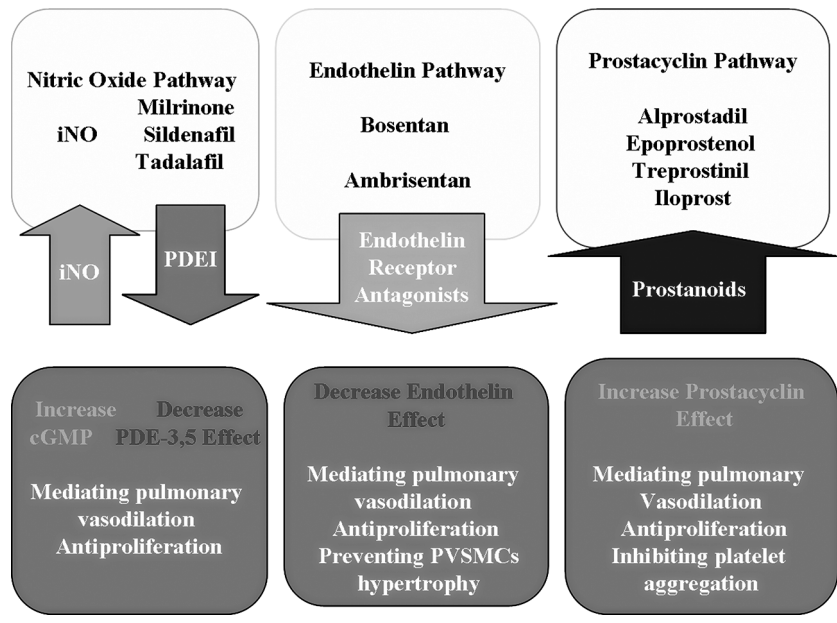 Nitric Oxide Pathway
Milrinone
iNO Sildenafil
Tadalafil
iNO
PDEI
Increase Decrease
cGMP PDE-3,5 Effect
Mediating pulmonary
vasodilation
Antiproliferation
Endothelin Pathway
Bosentan
Ambrisentan
Endothelin
Receptor
Antagonists
Decrease Endothelin
Effect
Mediating pulmonary
vasodilation
Antiproliferation
Preventing PVSMCs
hypertrophy
Prostacyclin Pathway
Alprostadil
Epoprostenol
Treprostinil
Iloprost
Prostanoids
Increase Prostacyclin
Effect
Mediating pulmonary
Vasodilation
Antiproliferation
Inhibiting platelet
aggregation